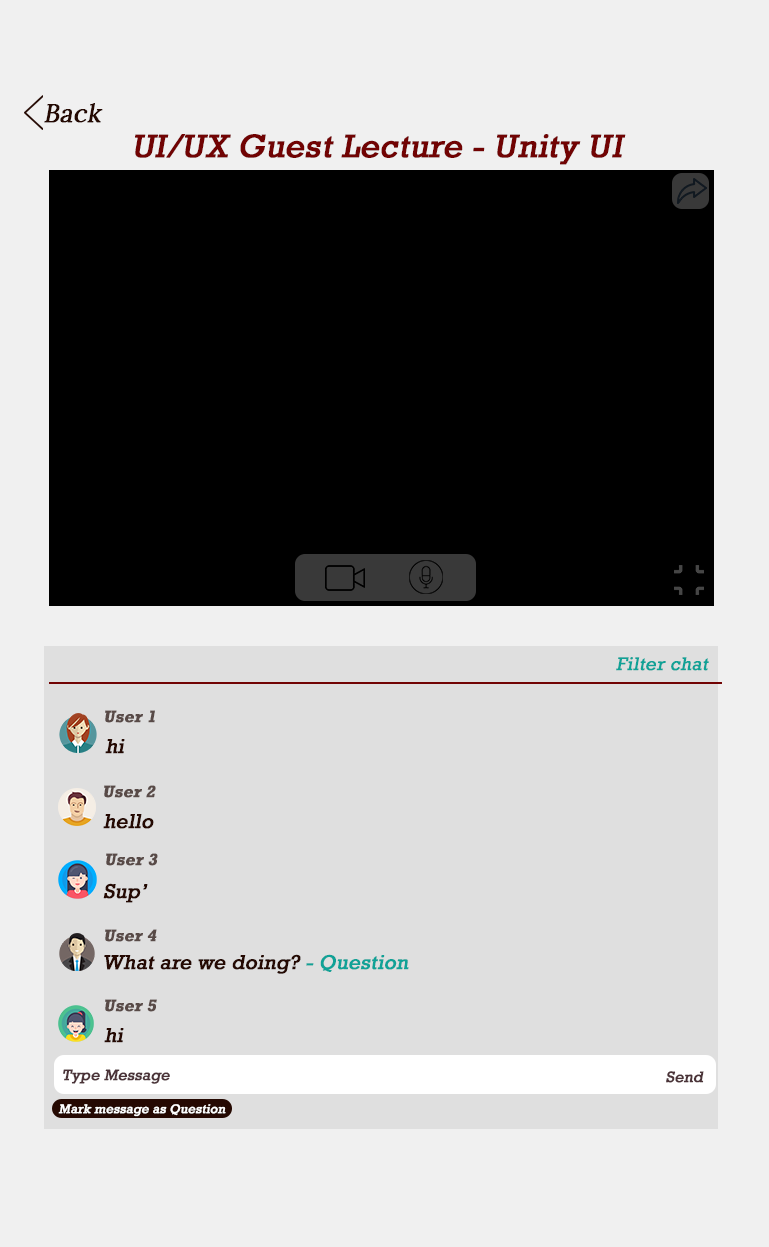 Back
UI/UX Guest Lecture - Unity UI
Filter chat
User 1
hi
User 2
hello
User 3
Sup’
User 4
What are we doing? - Question
User 5
hi
Type Message
Send
Mark message as Question